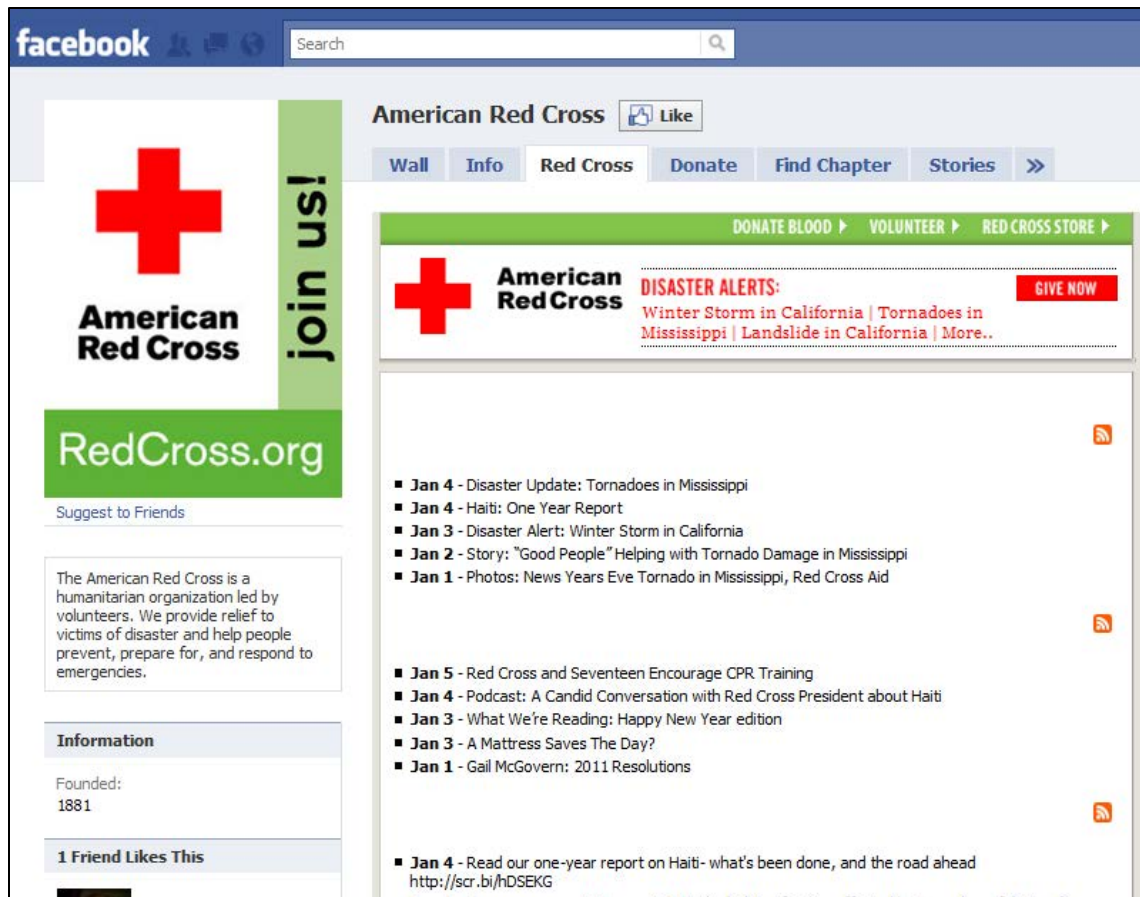 facebook
Search
American Red Cross
Like
Wall Info Red Cross Donate Find Chapter Stories »
American
Red Cross
join us!
RedCross.org
Suggest to Friends
The American Red Cross is a
humanitarian organization led by
volunteers. We provide relief to
victims of disaster and help people
prevent, prepare for, and respond to
emergencies.
Information
Founded:
1881
1 Friend Likes This
DONATE BLOOD VOLUNTEER RED CROSS STORE
American
Red Cross
DISASTER ALERTS:
GIVE NOW
Winter Storm in California | Tornadoes in
Mississippi | Landslide in California | More..
Jan 4 - Disaster Update: Tornadoes in Mississippi
Jan 4 - Haiti: One Year Report
Jan 3 - Disaster Alert: Winter Storm in California
Jan 2 - Story: "Good People" Helping with Tornado Damage in Mississippi
Jan 1 - Photos: News Years Eve Tornado in Mississippi, Red Cross Aid
Jan 5 - Red Cross and Seventeen Encourage CPR Training
Jan 4 - Podcast: A Candid Conversation with Red Cross President about Haiti
Jan 3 - What We're Reading: Happy New Year edition
Jan 3 - A Mattress Saves The Day?
Jan 1 - Gail McGovern: 2011 Resolutions
Jan 4 - Read our one-year report on Haiti- what's been done, and the road ahead
http://scr.bi/hDSEKG